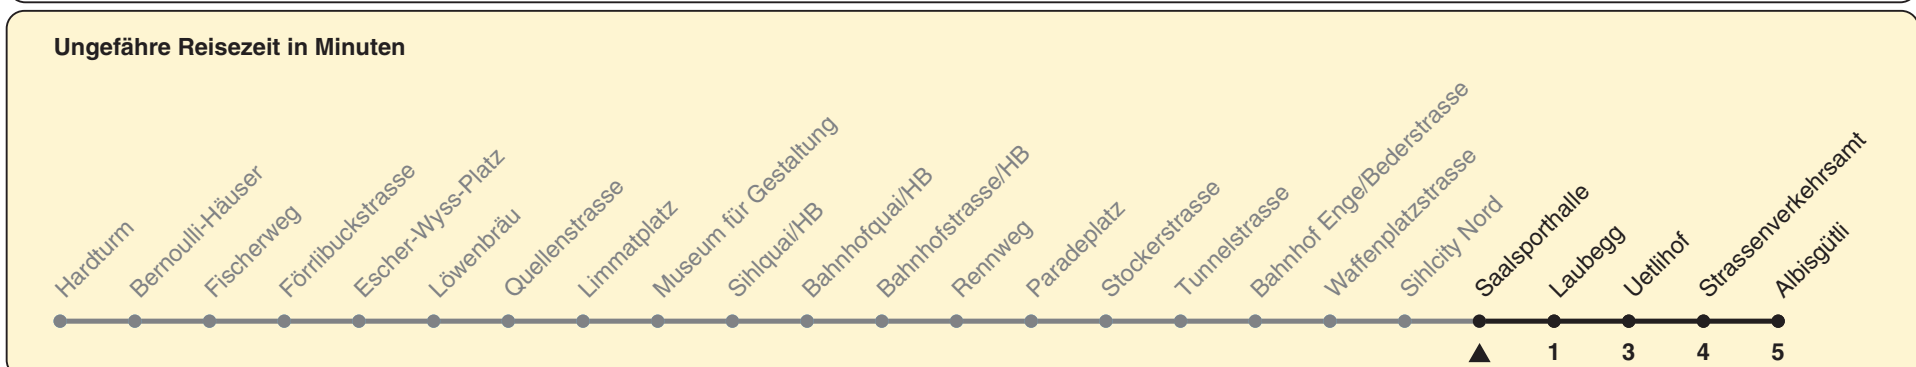 Ungefähre Reisezeit in Minuten
Hardturm
Bernoulli-Häuser
Fischerweg
Förrlibuckstrasse
Escher-Wyss-Platz
Löwenbräu
Quellenstrasse
Limmatplatz
Museum für Gestaltung
Sihlquai/HB
Bahnhofquai/HB
Bahnhofstrasse/HB
Rennweg
Paradeplatz
Stockerstrasse
Tunnelstrasse
Bahnhof Enge/Bederstrasse
Waffenplatzstrasse
Sihlcity Nord
Saalsporthalle
Laubegg
Uetlihof
Strassenverkehrsamt
Albisgütli
1 3 4 5